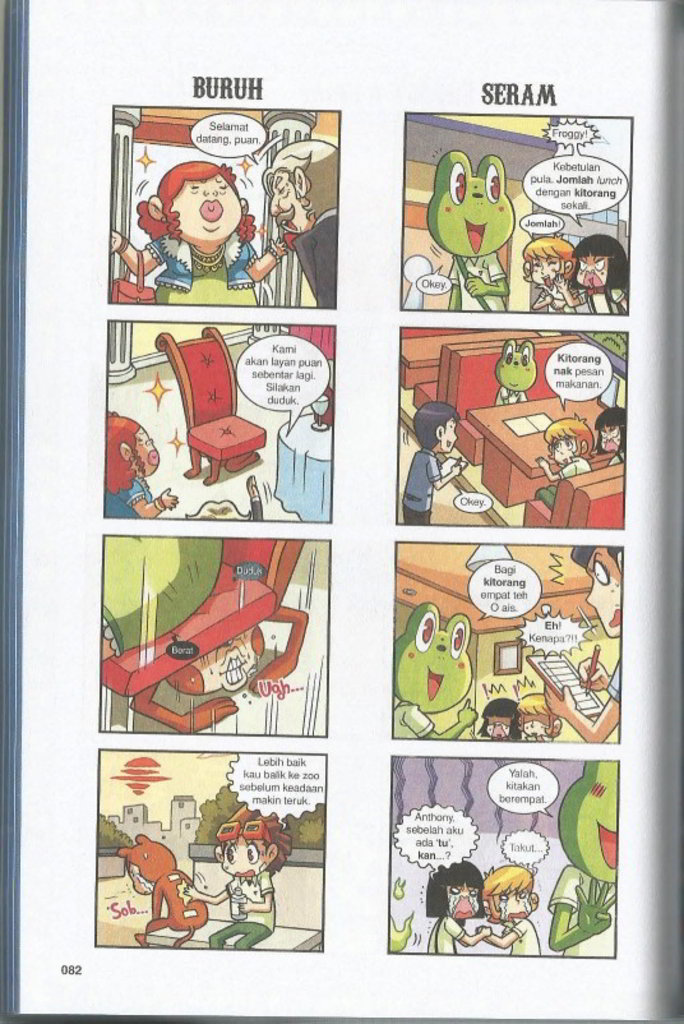 BURUH
Selamat
datang, puan.
Kami
akan layan puan
sebentar lagi.
Silakan
duduk.
Duduk
Berat
Ugh...
Lebih baik
kau balik ke zoo
sebelum keadaan
makin teruk.
Sob...
SERAM
Froggy!
Kebetulan
pula. Jomlah lunch
dengan kitorang
sekali.
Jomlah!
Okey.
Kitorang
nak pesan
makanan.
Okey.
Bagi
kitorang
empat teh
O ais.
Eh!
Kenapa?!!
Yalah,
kitakan
berempat.
Anthony,
sebelah aku
ada 'tu',
kan...?
Takut...
082